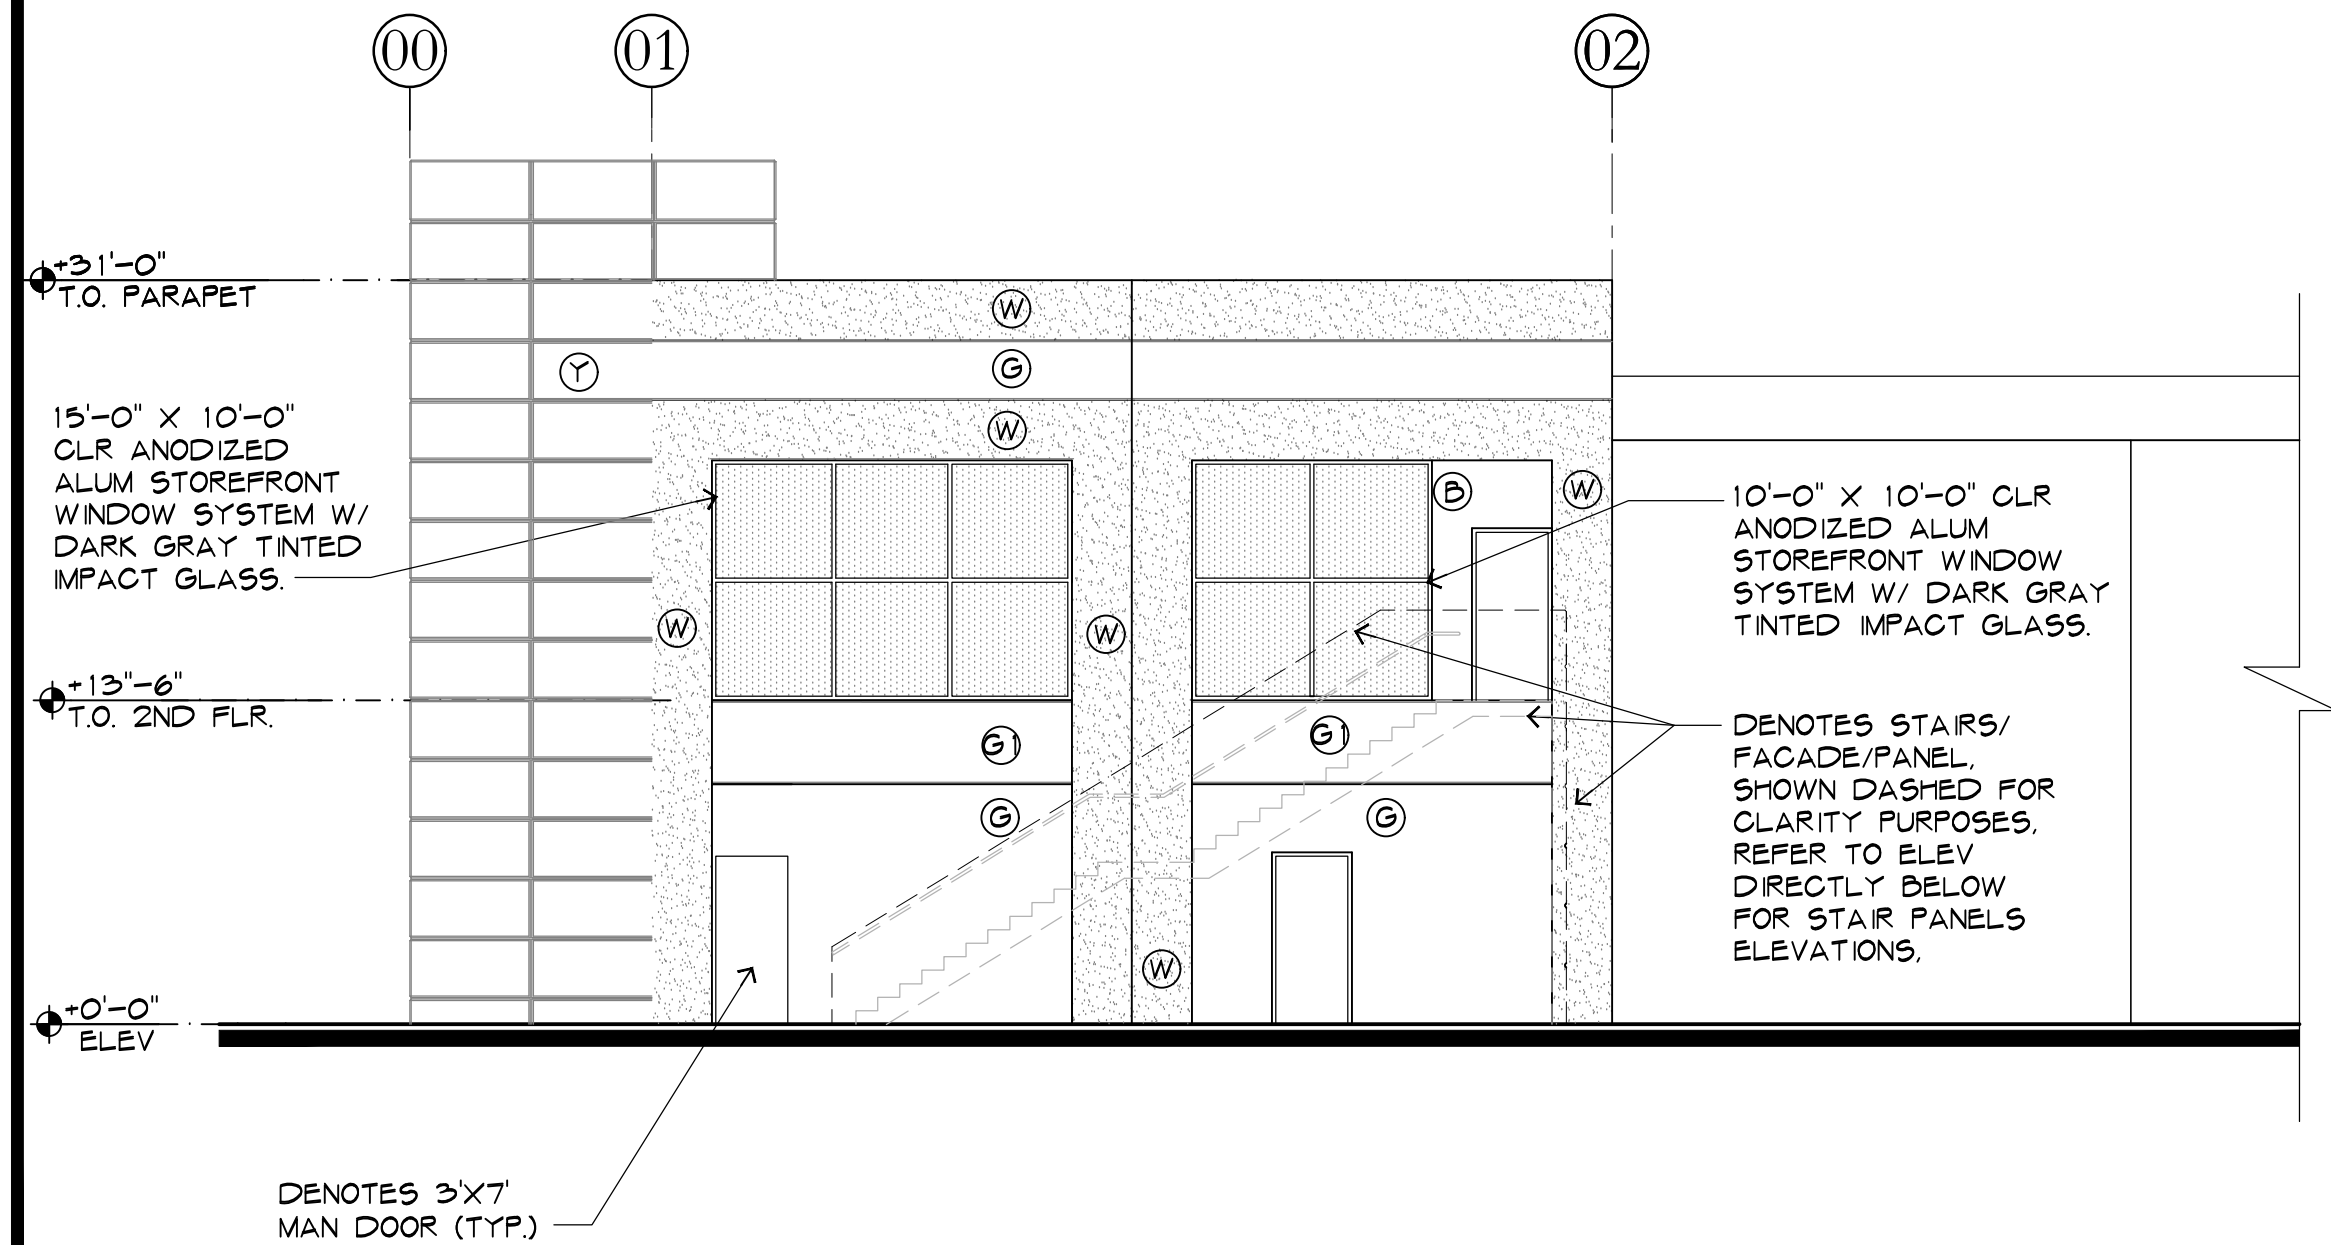 00
01
02
+31'-0"
T.O. PARAPET
W
G
Y
W
15'-0" X 10'-0"
CLR ANODIZED
ALUM STOREFRONT
WINDOW SYSTEM W/
DARK GRAY TINTED
IMPACT GLASS.
B
W
10'-0" X 10'-0" CLR
ANODIZED ALUM
STOREFRONT WINDOW
SYSTEM W/ DARK GRAY
TINTED IMPACT GLASS.
W
W
+13"-6"
T.O. 2ND FLR.
G1
G1
DENOTES STAIRS/
FACADE/PANEL,
SHOWN DASHED FOR
CLARITY PURPOSES,
REFER TO ELEV
DIRECTLY BELOW
FOR STAIR PANELS
ELEVATIONS,
G
G
W
+0'-0"
ELEV
DENOTES 3'X7'
MAN DOOR (TYP.)